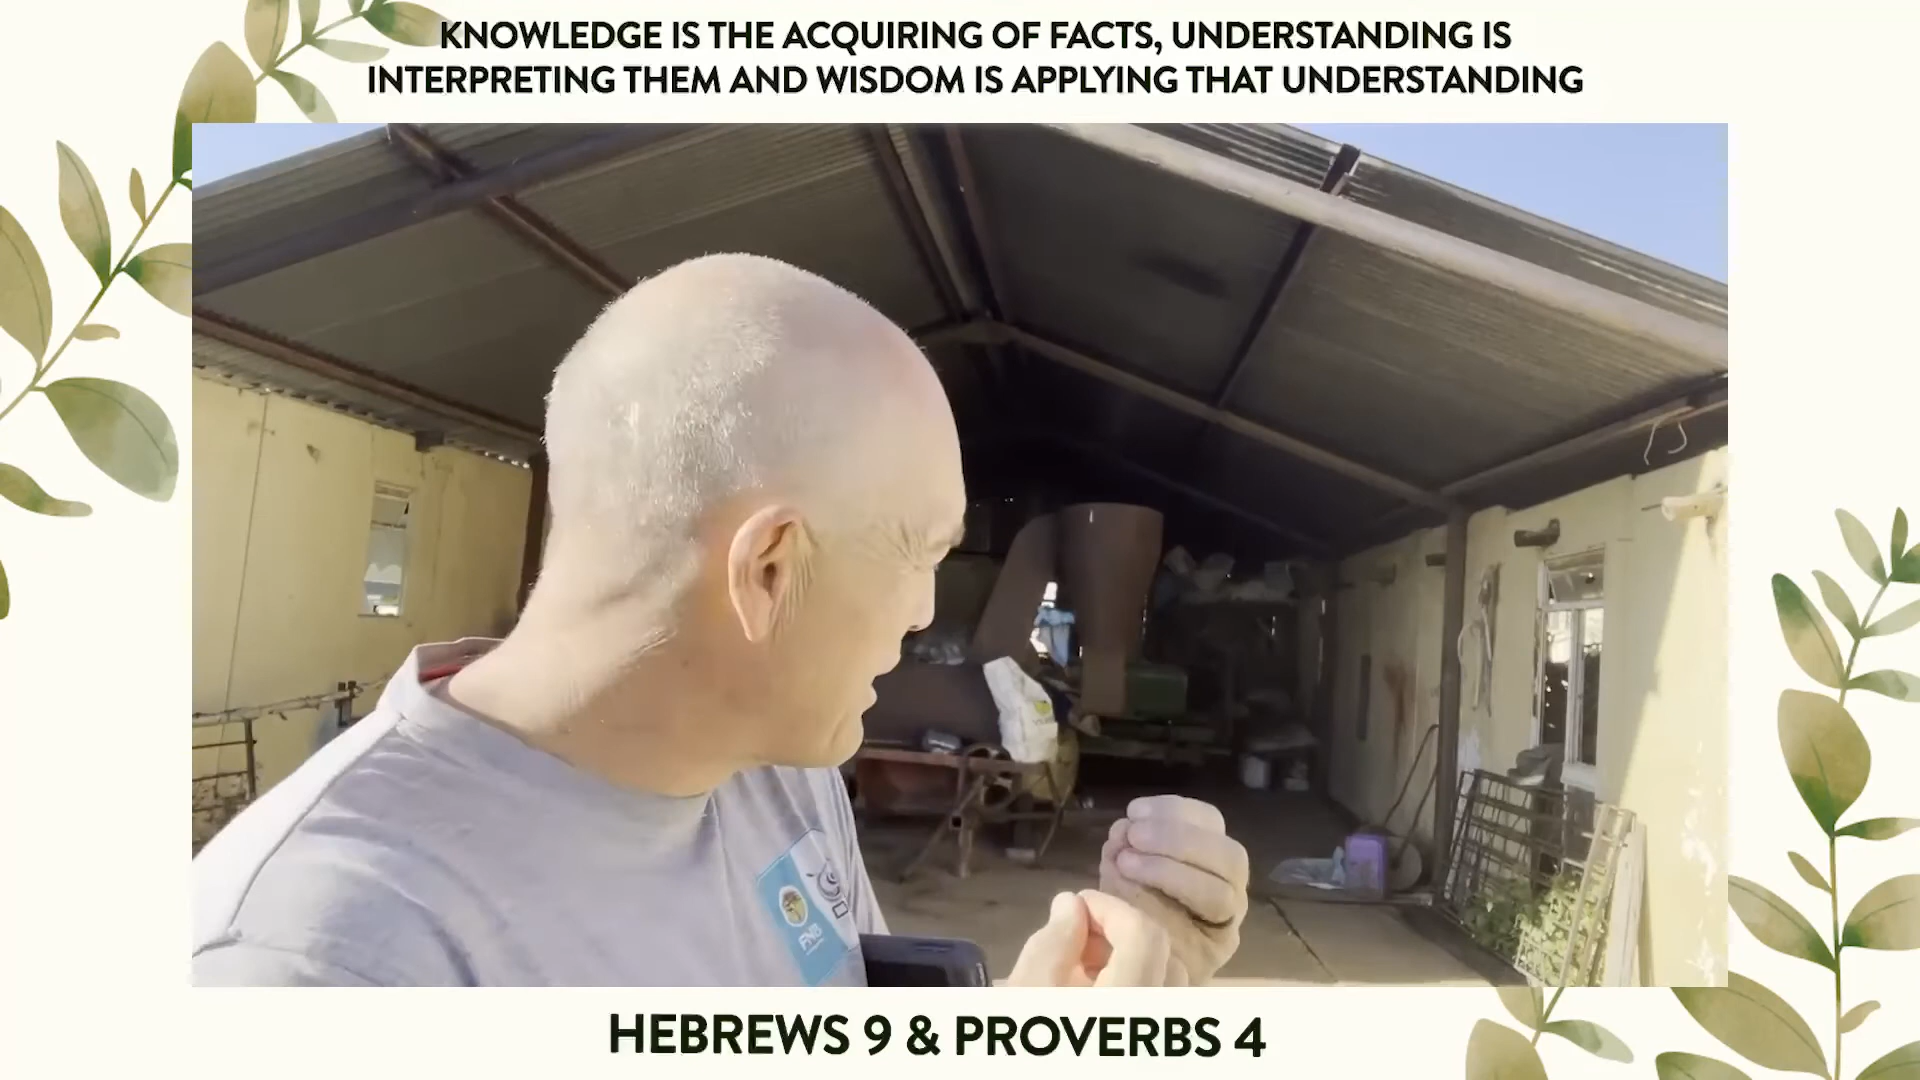 KNOWLEDGE IS THE ACQUIRING OF FACTS, UNDERSTANDING IS
INTERPRETING THEM AND WISDOM IS APPLYING THAT UNDERSTANDING
FNB
HEBREWS 9 & PROVERBS 4